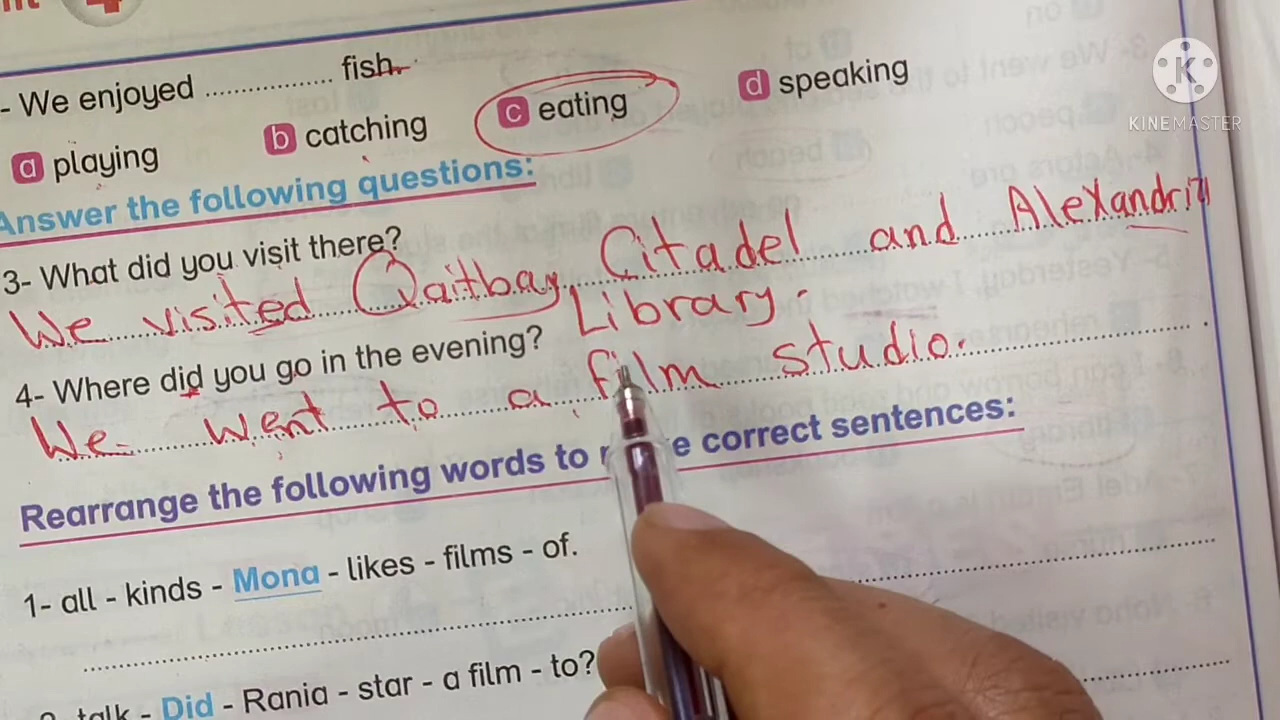 - We enjoyed .................. fish.
a playing b catching c eating d speaking
Answer the following questions:
3- What did you visit there?
We visited Qaitbay Citadel and Alexandria
Library.
4- Where did you go in the evening?
We went to a film studio.
Rearrange the following words to correct sentences:
1- all - kinds - Mona - likes - films - of.
talk - Did - Rania - star - a film - to?
K
KINEMASTER